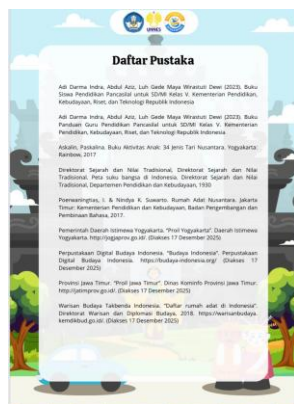 UNNES
Daftar Pustaka
Adi Darma Indra, Abdul Aziz, Luh Gede Maya Wirastuti Dewi (2023). Buku
Siswa Pendidikan Pancasila untuk SD/MI Kelas V. Kementerian Pendidikan,
Kebudayaan, Riset, dan Teknologi Republik Indonesia
Adi Darma Indra, Abdul Aziz, Luh Gede Maya Wirastuti Dewi (2023). Buku
Panduan Guru Pendidikan Pancasila untuk SD/MI Kelas V. Kementerian
Pendidikan, Kebudayaan, Riset, dan Teknologi Republik Indonesia
Askalin, Paskalina. Buku Aktivitas Anak: 34 Jenis Tari Nusantara, Yogyakarta:
Rainbow, 2017
Direktorat Sejarah dan Nilai Tradisional, Direktorat Sejarah dan Nilai
Tradisional, Peta suku bangsa di Indonesia. Direktorat Sejarah dan Nilai
Tradisional, Departemen Pendidikan dan Kebudayaan, 1930
Poerwaningtias, I. & Nindya K. Suwarto. Rumah Adat Nusantara. Jakarta
Timur: Kementerian Pendidikan dan Kebudayaan, Badan Pengembangan dan
Pembinaan Bahasa, 2017.
Pemerintah Daerah Istimewa Yogyakarta. "Proil Yogyakarta". Daerah Istimewa
Yogyakarta. http://jogjaprov.go.id/. (Diakses 17 Desember 2025)
Perpustakaan Digital Budaya Indonesia. "Budaya Indonesia". Perpustakaan
Digital Budaya Indonesia. https://budaya-indonesia.org/ (Diakses 17
Desember 2025)
Provinsi Jawa Timur. "Proil Jawa Timur". Dinas Kominfo Provinsi Jawa Timur.
http://jatimprov.go.id/. (Diakses 17 Desember 2025)
Warisan Budaya Takbenda Indonesia. "Daftar rumah adat di Indonesia".
Direktorat Warisan dan Diplomasi Budaya, 2018. https://warisanbudaya.
kemdikbud.go.id/. (Diakses 17 Desember 2025)